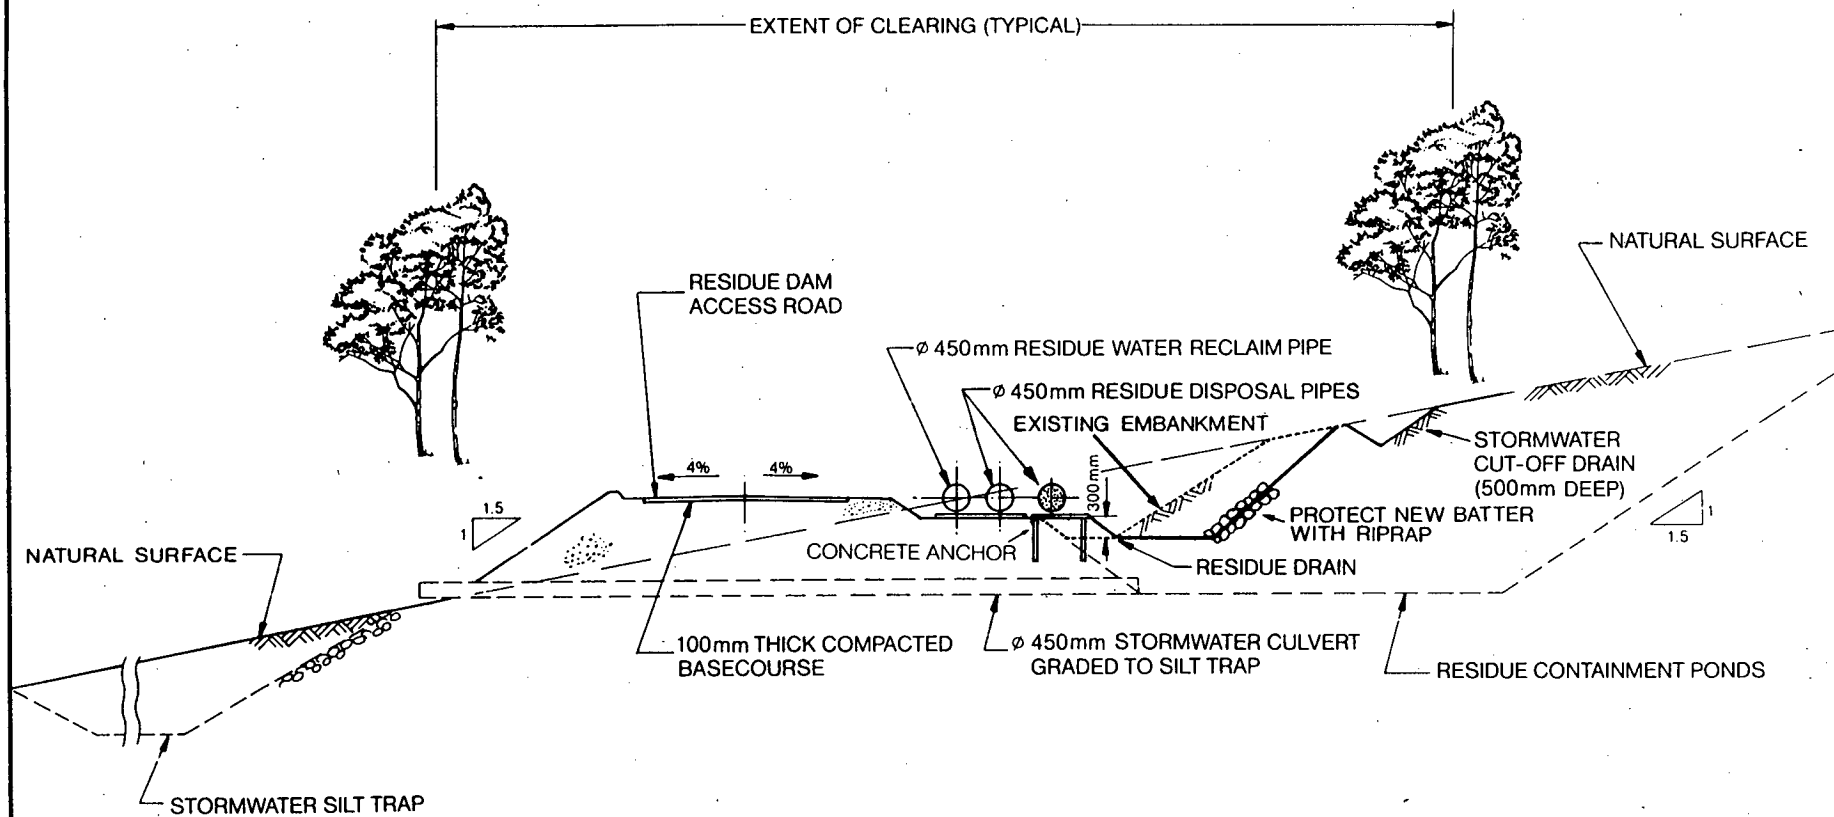 EXTENT OF CLEARING (TYPICAL)
NATURAL SURFACE
RESIDUE DAM
ACCESS ROAD
Ø 450mm RESIDUE WATER RECLAIM PIPE
Ø 450mm RESIDUE DISPOSAL PIPES
EXISTING EMBANKMENT
STORMWATER
CUT-OFF DRAIN
(500mm DEEP)
4%
4%
300mm
1.5
1
PROTECT NEW BATTER
WITH RIPRAP
1
1.5
NATURAL SURFACE
CONCRETE ANCHOR
RESIDUE DRAIN
100mm THICK COMPACTED
BASECOURSE
Ø 450mm STORMWATER CULVERT
GRADED TO SILT TRAP
RESIDUE CONTAINMENT PONDS
STORMWATER SILT TRAP